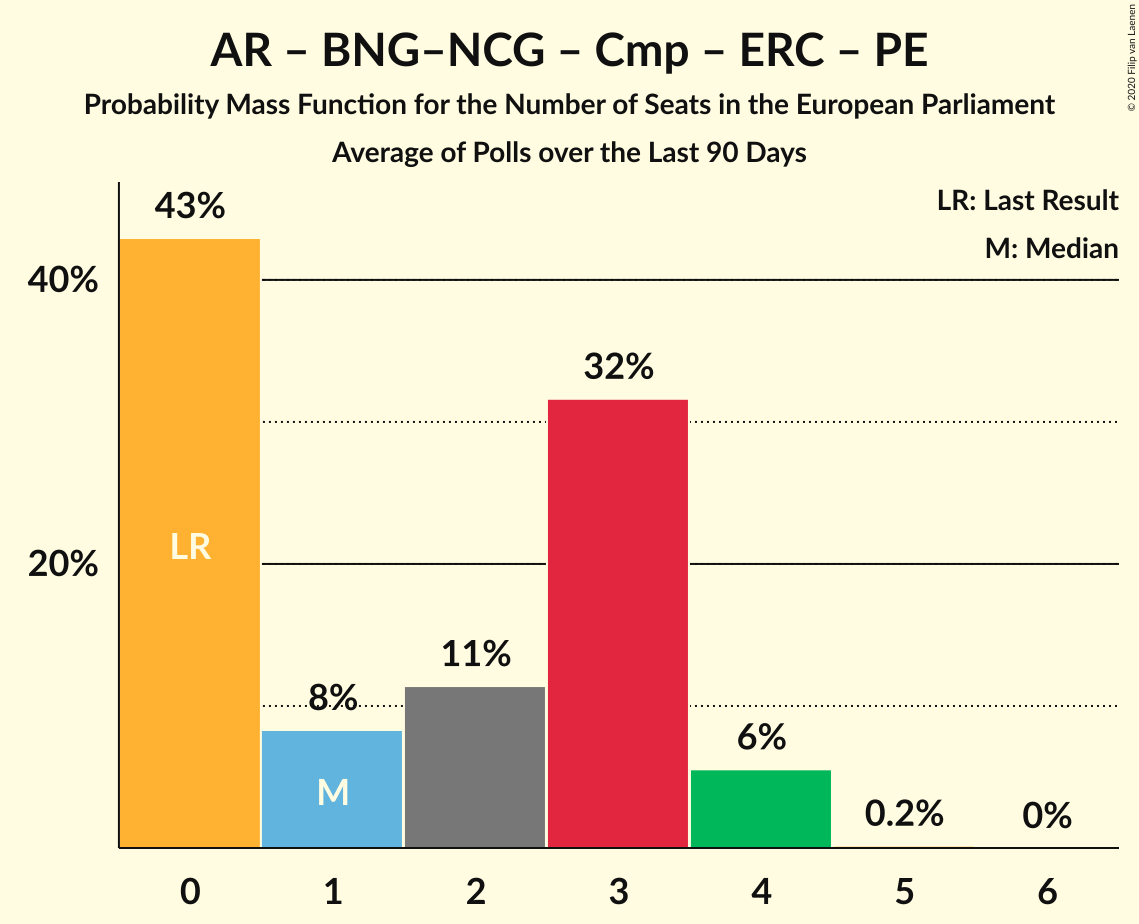 AR – BNG–NCG – Cmp – ERC – PE
Probability Mass Function for the Number of Seats in the European Parliament
Average of Polls over the Last 90 Days
© 2020 Filip van Laenen
LR: Last Result
M: Median
43%
40%
32%
20%
LR
11%
8%
6%
M
0.2%
0%
0 1 2 3 4 5 6